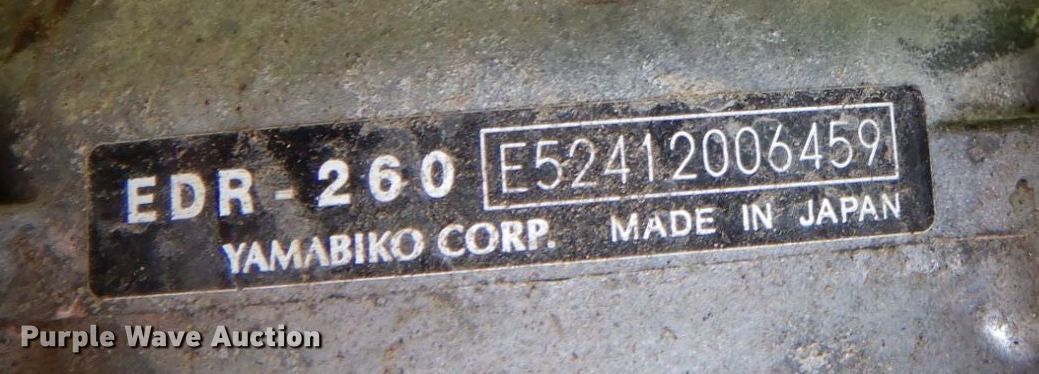 EDR-260 E52412006459
YAMABIKO CORP. MADE IN JAPAN
Purple Wave Auction